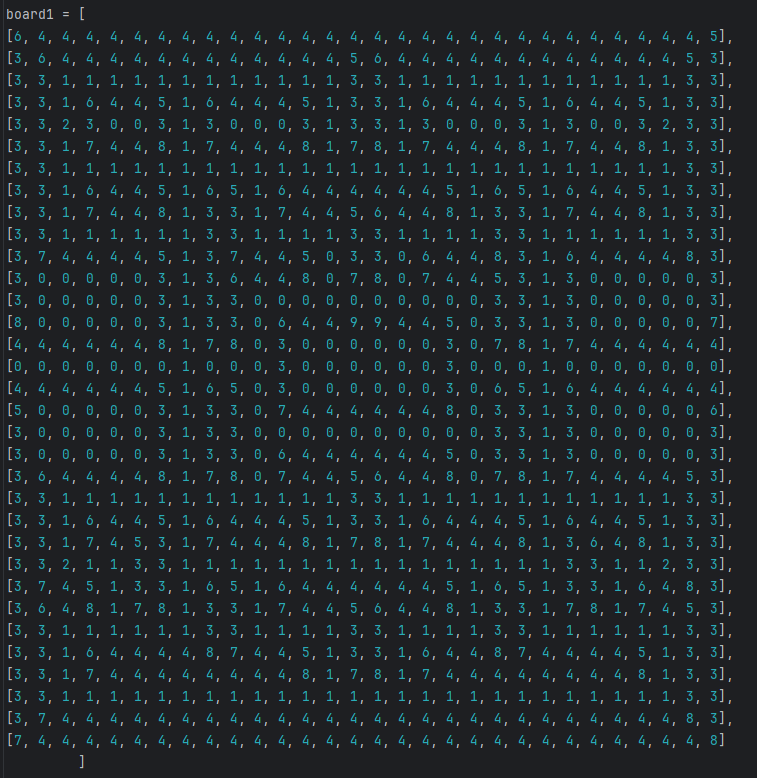 board1 = [
[6, 4, 4, 4, 4, 4, 4, 4, 4, 4, 4, 4, 4, 4, 4, 4, 4, 4, 4, 4, 4, 4, 4, 4, 4, 4, 4, 4, 4, 5],
[3, 6, 4, 4, 4, 4, 4, 4, 4, 4, 4, 4, 4, 4, 5, 6, 4, 4, 4, 4, 4, 4, 4, 4, 4, 4, 4, 4, 5, 3],
[3, 3, 1, 1, 1, 1, 1, 1, 1, 1, 1, 1, 1, 1, 3, 3, 1, 1, 1, 1, 1, 1, 1, 1, 1, 1, 1, 1, 3, 3],
[3, 3, 1, 6, 4, 4, 5, 1, 6, 4, 4, 4, 5, 1, 3, 3, 1, 6, 4, 4, 4, 5, 1, 6, 4, 4, 5, 1, 3, 3],
[3, 3, 2, 3, 0, 0, 3, 1, 3, 0, 0, 0, 3, 1, 3, 3, 1, 3, 0, 0, 0, 3, 1, 3, 0, 0, 3, 2, 3, 3],
[3, 3, 1, 7, 4, 4, 8, 1, 7, 4, 4, 4, 8, 1, 7, 8, 1, 7, 4, 4, 4, 8, 1, 7, 4, 4, 8, 1, 3, 3],
[3, 3, 1, 1, 1, 1, 1, 1, 1, 1, 1, 1, 1, 1, 1, 1, 1, 1, 1, 1, 1, 1, 1, 1, 1, 1, 1, 1, 3, 3],
[3, 3, 1, 6, 4, 4, 5, 1, 6, 5, 1, 6, 4, 4, 4, 4, 4, 4, 5, 1, 6, 5, 1, 6, 4, 4, 5, 1, 3, 3],
[3, 3, 1, 7, 4, 4, 8, 1, 3, 3, 1, 7, 4, 4, 5, 6, 4, 4, 8, 1, 3, 3, 1, 7, 4, 4, 8, 1, 3, 3],
[3, 3, 1, 1, 1, 1, 1, 1, 3, 3, 1, 1, 1, 1, 3, 3, 1, 1, 1, 1, 3, 3, 1, 1, 1, 1, 1, 1, 3, 3],
[3, 7, 4, 4, 4, 4, 5, 1, 3, 7, 4, 4, 5, 0, 3, 3, 0, 6, 4, 4, 8, 3, 1, 6, 4, 4, 4, 4, 8, 3],
[3, 0, 0, 0, 0, 0, 3, 1, 3, 6, 4, 4, 8, 0, 7, 8, 0, 7, 4, 4, 5, 3, 1, 3, 0, 0, 0, 0, 0, 3],
[3, 0, 0, 0, 0, 0, 3, 1, 3, 3, 0, 0, 0, 0, 0, 0, 0, 0, 0, 0, 3, 3, 1, 3, 0, 0, 0, 0, 0, 3],
[8, 0, 0, 0, 0, 0, 3, 1, 3, 3, 0, 6, 4, 4, 9, 9, 4, 4, 5, 0, 3, 3, 1, 3, 0, 0, 0, 0, 0, 7],
[4, 4, 4, 4, 4, 4, 8, 1, 7, 8, 0, 3, 0, 0, 0, 0, 0, 0, 3, 0, 7, 8, 1, 7, 4, 4, 4, 4, 4, 4],
[0, 0, 0, 0, 0, 0, 0, 1, 0, 0, 0, 3, 0, 0, 0, 0, 0, 0, 3, 0, 0, 0, 1, 0, 0, 0, 0, 0, 0, 0],
[4, 4, 4, 4, 4, 4, 5, 1, 6, 5, 0, 3, 0, 0, 0, 0, 0, 0, 3, 0, 6, 5, 1, 6, 4, 4, 4, 4, 4, 4],
[5, 0, 0, 0, 0, 0, 3, 1, 3, 3, 0, 7, 4, 4, 4, 4, 4, 4, 8, 0, 3, 3, 1, 3, 0, 0, 0, 0, 0, 6],
[3, 0, 0, 0, 0, 0, 3, 1, 3, 3, 0, 0, 0, 0, 0, 0, 0, 0, 0, 0, 3, 3, 1, 3, 0, 0, 0, 0, 0, 3],
[3, 0, 0, 0, 0, 0, 3, 1, 3, 3, 0, 6, 4, 4, 4, 4, 4, 4, 5, 0, 3, 3, 1, 3, 0, 0, 0, 0, 0, 3],
[3, 6, 4, 4, 4, 4, 8, 1, 7, 8, 0, 7, 4, 4, 5, 6, 4, 4, 8, 0, 7, 8, 1, 7, 4, 4, 4, 4, 5, 3],
[3, 3, 1, 1, 1, 1, 1, 1, 1, 1, 1, 1, 1, 1, 3, 3, 1, 1, 1, 1, 1, 1, 1, 1, 1, 1, 1, 1, 3, 3],
[3, 3, 1, 6, 4, 4, 5, 1, 6, 4, 4, 4, 5, 1, 3, 3, 1, 6, 4, 4, 4, 5, 1, 6, 4, 4, 5, 1, 3, 3],
[3, 3, 1, 7, 4, 5, 3, 1, 7, 4, 4, 4, 8, 1, 7, 8, 1, 7, 4, 4, 4, 8, 1, 3, 6, 4, 8, 1, 3, 3],
[3, 3, 2, 1, 1, 3, 3, 1, 1, 1, 1, 1, 1, 1, 1, 1, 1, 1, 1, 1, 1, 1, 1, 3, 3, 1, 1, 2, 3, 3],
[3, 7, 4, 5, 1, 3, 3, 1, 6, 5, 1, 6, 4, 4, 4, 4, 4, 4, 5, 1, 6, 5, 1, 3, 3, 1, 6, 4, 8, 3],
[3, 6, 4, 8, 1, 7, 8, 1, 3, 3, 1, 7, 4, 4, 5, 6, 4, 4, 8, 1, 3, 3, 1, 7, 8, 1, 7, 4, 5, 3],
[3, 3, 1, 1, 1, 1, 1, 1, 3, 3, 1, 1, 1, 1, 3, 3, 1, 1, 1, 1, 3, 3, 1, 1, 1, 1, 1, 1, 3, 3],
[3, 3, 1, 6, 4, 4, 4, 4, 8, 7, 4, 4, 5, 1, 3, 3, 1, 6, 4, 4, 8, 7, 4, 4, 4, 4, 5, 1, 3, 3],
[3, 3, 1, 7, 4, 4, 4, 4, 4, 4, 4, 4, 8, 1, 7, 8, 1, 7, 4, 4, 4, 4, 4, 4, 4, 4, 8, 1, 3, 3],
[3, 3, 1, 1, 1, 1, 1, 1, 1, 1, 1, 1, 1, 1, 1, 1, 1, 1, 1, 1, 1, 1, 1, 1, 1, 1, 1, 1, 3, 3],
[3, 7, 4, 4, 4, 4, 4, 4, 4, 4, 4, 4, 4, 4, 4, 4, 4, 4, 4, 4, 4, 4, 4, 4, 4, 4, 4, 4, 8, 3],
[7, 4, 4, 4, 4, 4, 4, 4, 4, 4, 4, 4, 4, 4, 4, 4, 4, 4, 4, 4, 4, 4, 4, 4, 4, 4, 4, 4, 4, 8]
]